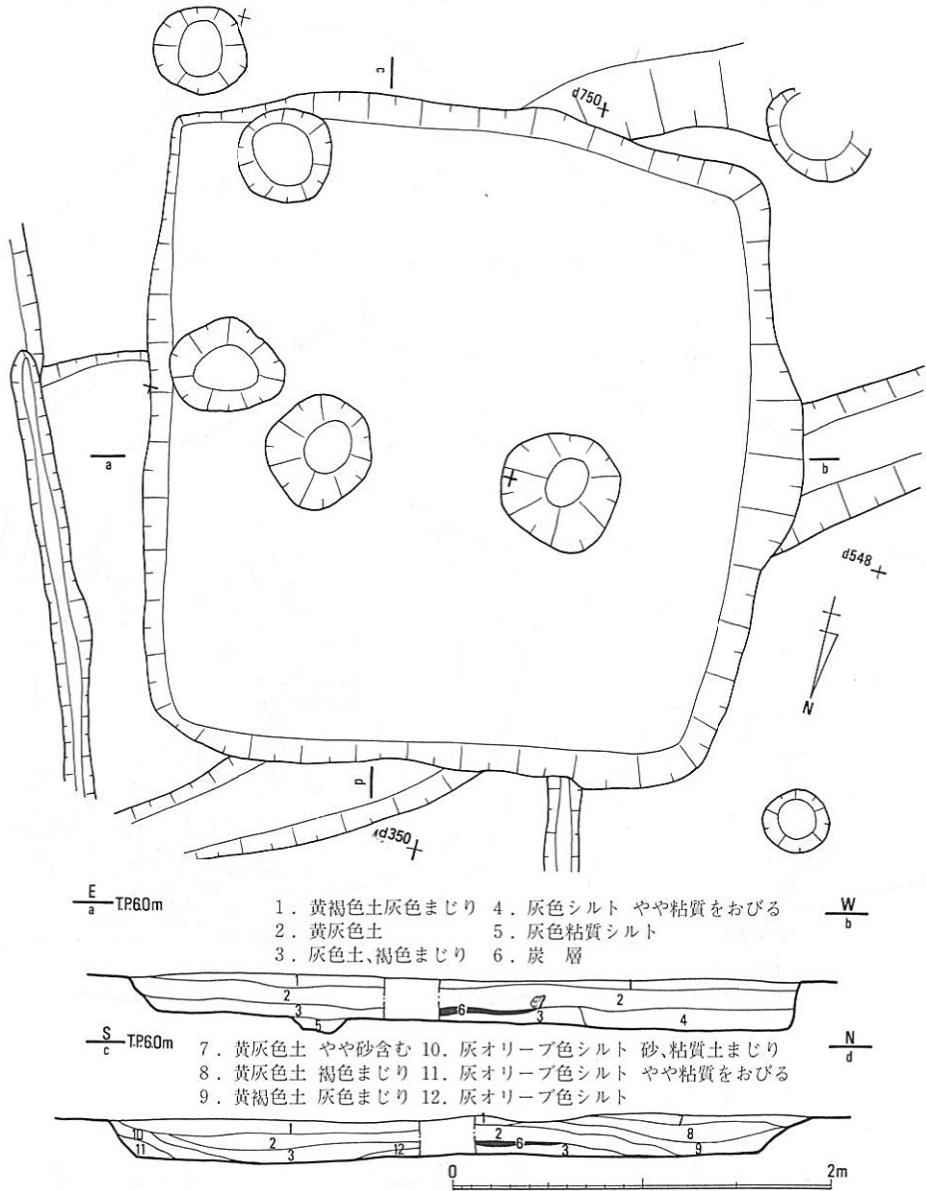 c
d750
a
b
d548
N
d
d350
E
a T.P.6.0m
W
b
1. 黄褐色土灰色まじり 4. 灰色シルト やや粘質をおびる
2. 黄灰色土 5. 灰色粘質シルト
3. 灰色土、褐色まじり 6. 炭 層
1
2 2
3 6 3 4
5
S
c T.P.6.0m
N
d
7. 黄灰色土 やや砂含む 10. 灰オリーブ色シルト 砂、粘質土まじり
8. 黄灰色土 褐色まじり 11. 灰オリーブ色シルト やや粘質をおびる
9. 黄褐色土 灰色まじり 12. 灰オリーブ色シルト
1 1 7
10 2 2 8
11 3 12 6 3 9
0 2m